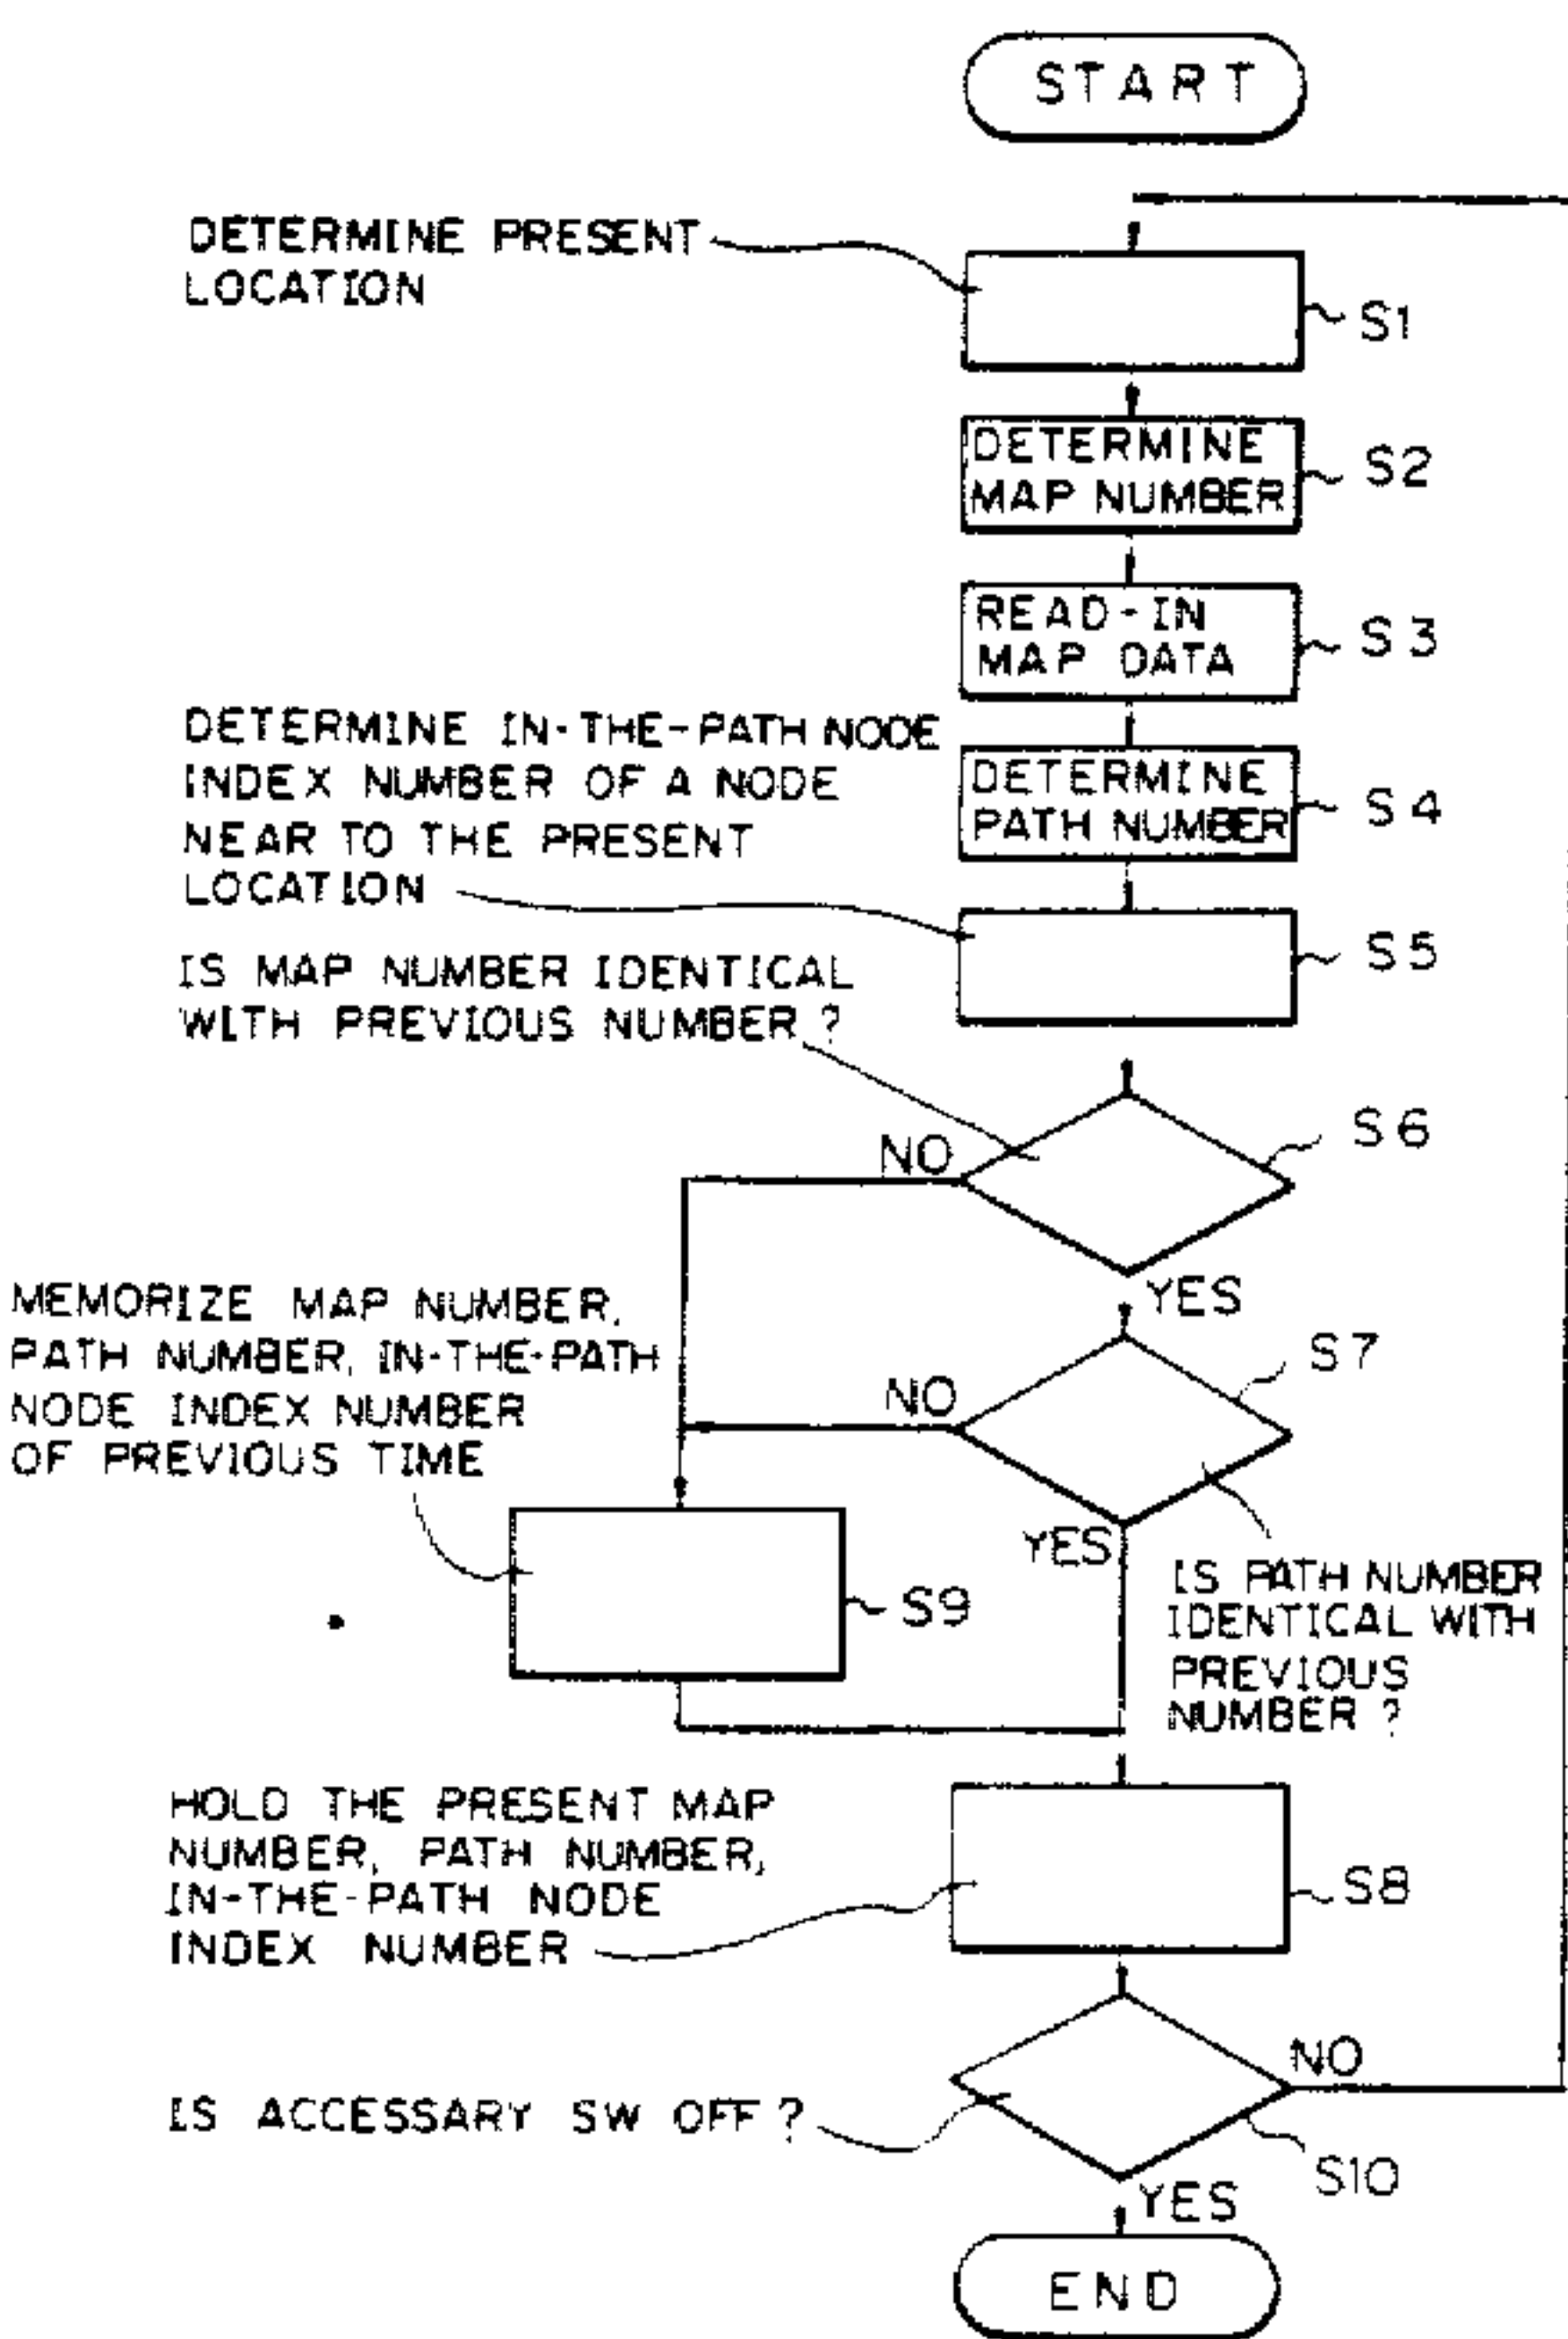 START
DETERMINE PRESENT
LOCATION
S1
DETERMINE
MAP NUMBER
S2
READ-IN
MAP DATA
S3
DETERMINE IN-THE-PATH NODE
INDEX NUMBER OF A NODE
NEAR TO THE PRESENT
LOCATION
DETERMINE
PATH NUMBER
S4
S5
IS MAP NUMBER IDENTICAL
WITH PREVIOUS NUMBER?
S6
NO
YES
MEMORIZE MAP NUMBER,
PATH NUMBER, IN-THE-PATH
NODE INDEX NUMBER
OF PREVIOUS TIME
S7
NO
YES
IS PATH NUMBER
IDENTICAL WITH
PREVIOUS
NUMBER?
S9
HOLD THE PRESENT MAP
NUMBER, PATH NUMBER,
IN-THE-PATH NODE
INDEX NUMBER
S8
NO
IS ACCESSARY SW OFF?
S10
YES
END